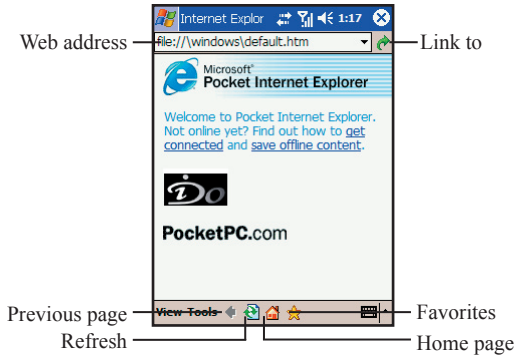 Internet Explor 1:17
Web address
file://\windows\default.htm
Link to
Microsoft®
Pocket Internet Explorer
Welcome to Pocket Internet Explorer.
Not online yet? Find out how to get
connected and save offline content.
iDo
PocketPC.com
Previous page
View Tools
Favorites
Refresh
Home page